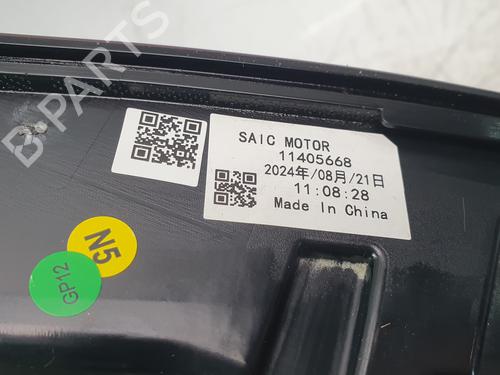 B-PARTS
SAIC MOTOR
11405668
2024年/08月/21日
11:08:28
Made In China
N5
GP12